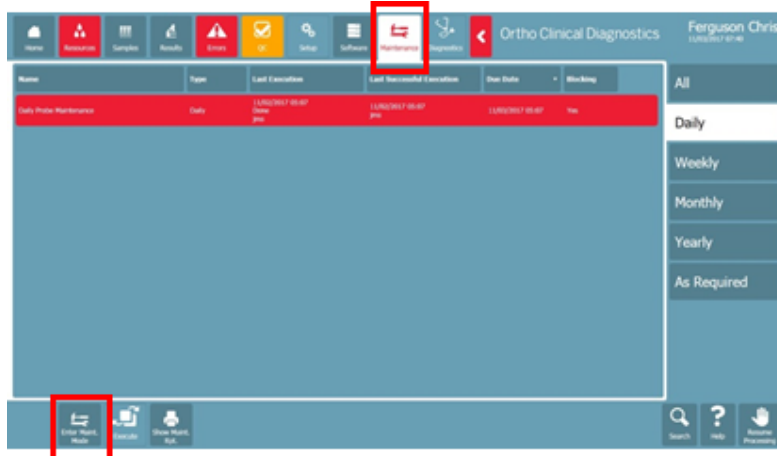 Home
Resources
Samples
Results
Errors
QC
Setup
Software
Maintenance
Diagnostics
Ortho Clinical Diagnostics
Ferguson Chris
11/02/2017 07:40
Name
Type
Last Execution
Last Successful Execution
Due Date
Blocking
Daily Probe Maintenance
Daily
11/02/2017 05:07
Done
jmc
11/02/2017 05:07
jmc
11/03/2017 05:07
Yes
All
Daily
Weekly
Monthly
Yearly
As Required
Enter Maint.
Mode
Execute
Show Maint.
Rpt.
Search
Help
Resume
Processing